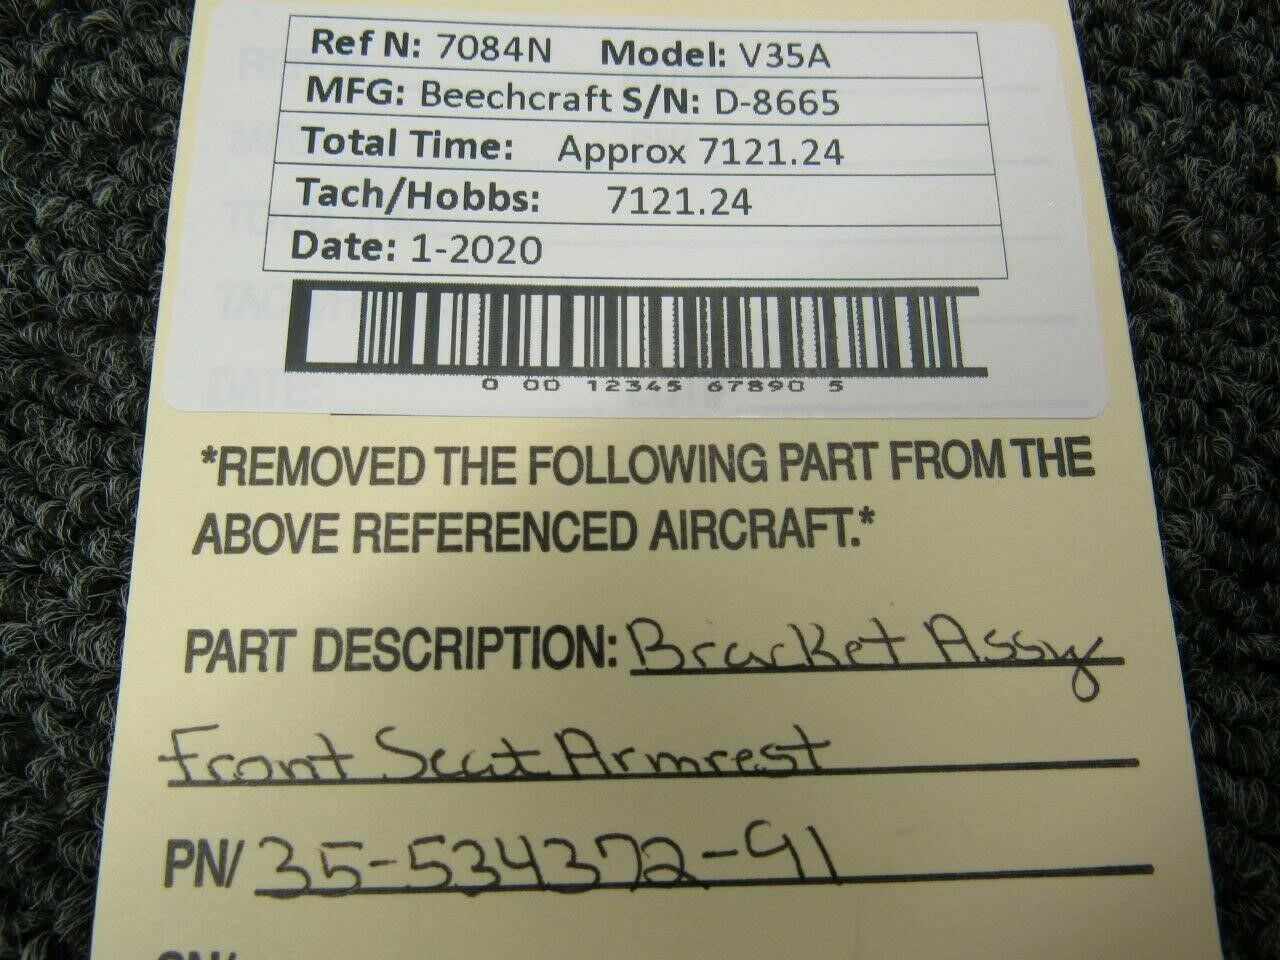 Ref N: 7084N Model: V35A
MFG: Beechcraft S/N: D-8665
Total Time: Approx 7121.24
Tach/Hobbs: 7121.24
Date: 1-2020
0 00 12345 67890 5
*REMOVED THE FOLLOWING PART FROM THE
ABOVE REFERENCED AIRCRAFT.*
PART DESCRIPTION: Bracket Assy
Front Seat Armrest
PN/ 35-534372-91